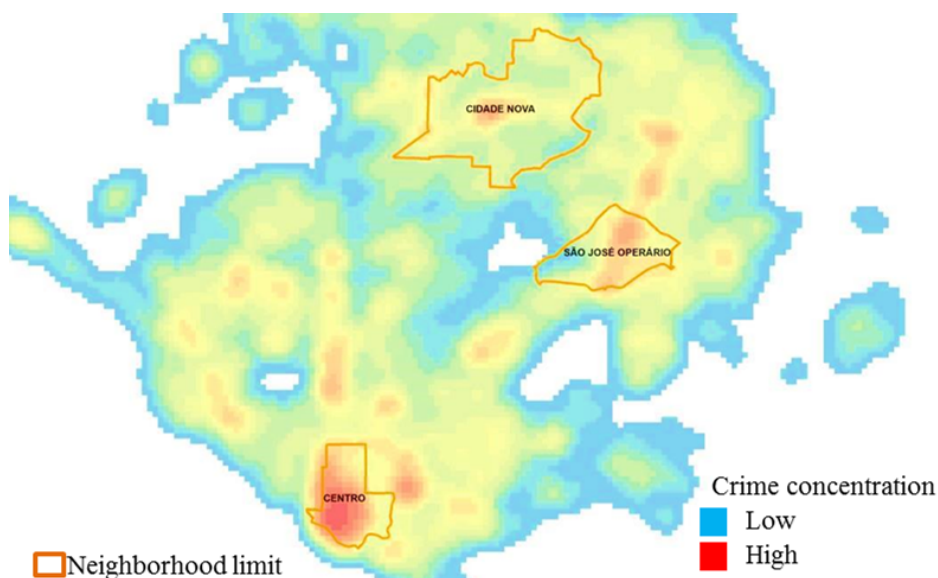 CIDADE NOVA
SÃO JOSÉ OPERÁRIO
CENTRO
Crime concentration
Low
High
Neighborhood limit